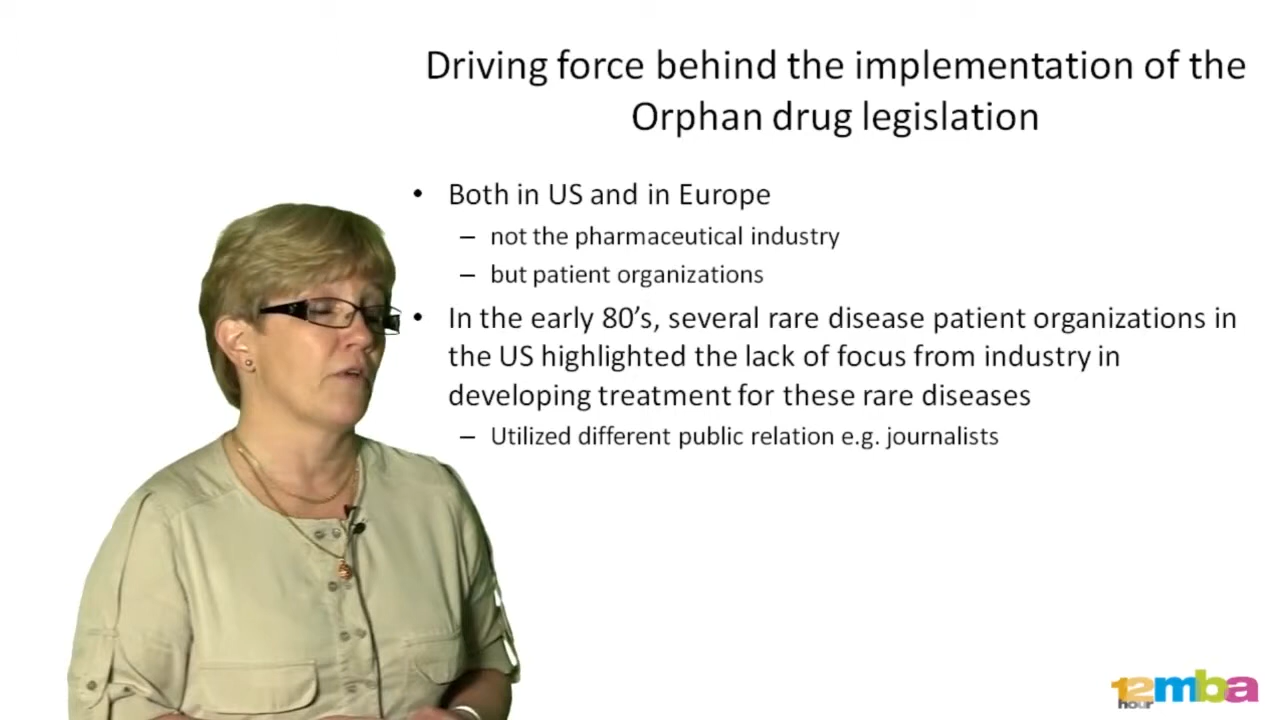 Driving force behind the implementation of the
Orphan drug legislation
• Both in US and in Europe
– not the pharmaceutical industry
– but patient organizations
• In the early 80’s, several rare disease patient organizations in
the US highlighted the lack of focus from industry in
developing treatment for these rare diseases
– Utilized different public relation e.g. journalists
12mba
hour